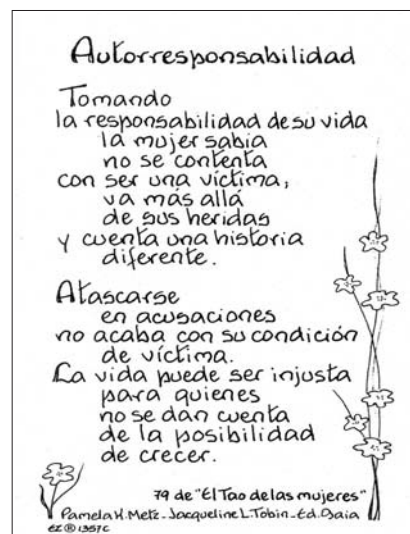 Autorresponsabilidad
Tomando
la responsabilidad de su vida
la mujer sabia
no se contenta
con ser una víctima;
va más allá
de sus heridas
y cuenta una historia
diferente.
Atascarse
en acusaciones
no acaba con su condición
de víctima.
La vida puede ser injusta
para quienes
no se dan cuenta
de la posibilidad
de crecer.
79 de "El Tao de las mujeres"
Pamela K. Metz - Jacqueline L. Tobin - Ed. Gaia